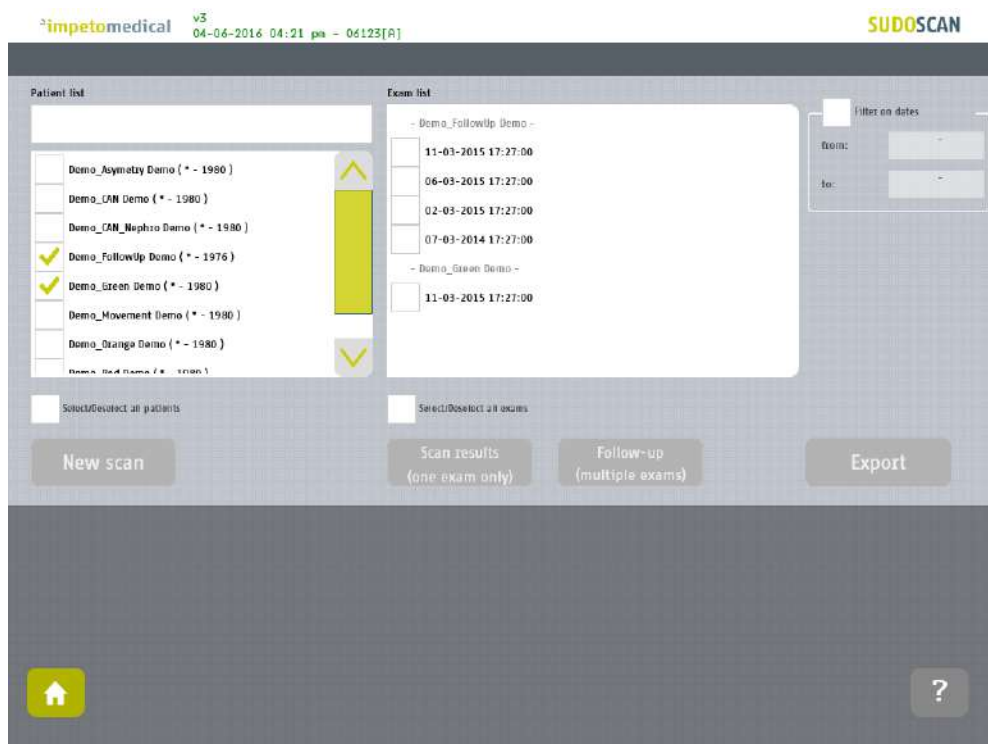 impetomedical
v3
04-06-2016 04:21 pm - 06123[A]
SUDOSCAN
Patient list
Demo_Asymetry Demo ( * - 1980 )
Demo_CAN Demo ( * - 1980 )
Demo_CAN_Nephro Demo ( * - 1980 )
Demo_FollowUp Demo ( * - 1976 )
Demo_Green Demo ( * - 1980 )
Demo_Movement Demo ( * - 1980 )
Demo_Orange Demo ( * - 1980 )
Demo_Red Demo ( * - 1980 )
Select/Deselect all patients
New scan
Exam list
- Demo_FollowUp Demo -
11-03-2015 17:27:00
06-03-2015 17:27:00
02-03-2015 17:27:00
07-03-2014 17:27:00
- Demo_Green Demo -
11-03-2015 17:27:00
Select/Deselect all exams
Scan results
(one exam only)
Follow-up
(multiple exams)
Filter on dates
from: -
to: -
Export
?